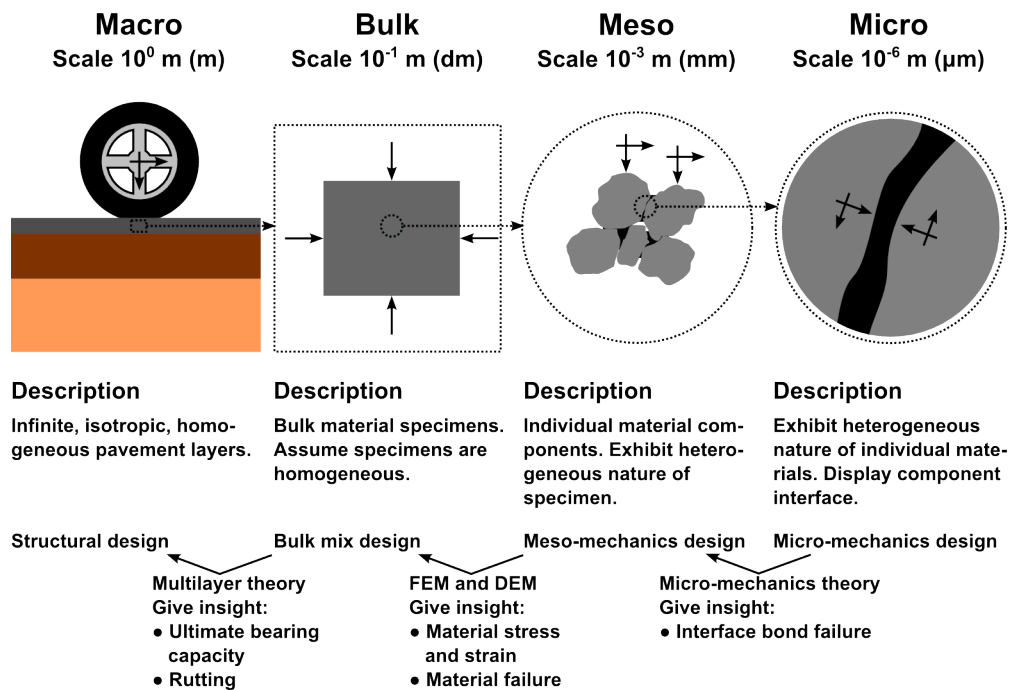 Macro
Scale 10⁰ m (m)
Bulk
Scale 10⁻¹ m (dm)
Meso
Scale 10⁻³ m (mm)
Micro
Scale 10⁻⁶ m (µm)
Description
Infinite, isotropic, homo-
geneous pavement layers.
Description
Bulk material specimens.
Assume specimens are
homogeneous.
Description
Individual material com-
ponents. Exhibit hetero-
geneous nature of
specimen.
Description
Exhibit heterogeneous
nature of individual mate-
rials. Display component
interface.
Structural design
Bulk mix design
Meso-mechanics design
Micro-mechanics design
Multilayer theory
Give insight:
● Ultimate bearing
capacity
● Rutting
FEM and DEM
Give insight:
● Material stress
and strain
● Material failure
Micro-mechanics theory
Give insight:
● Interface bond failure